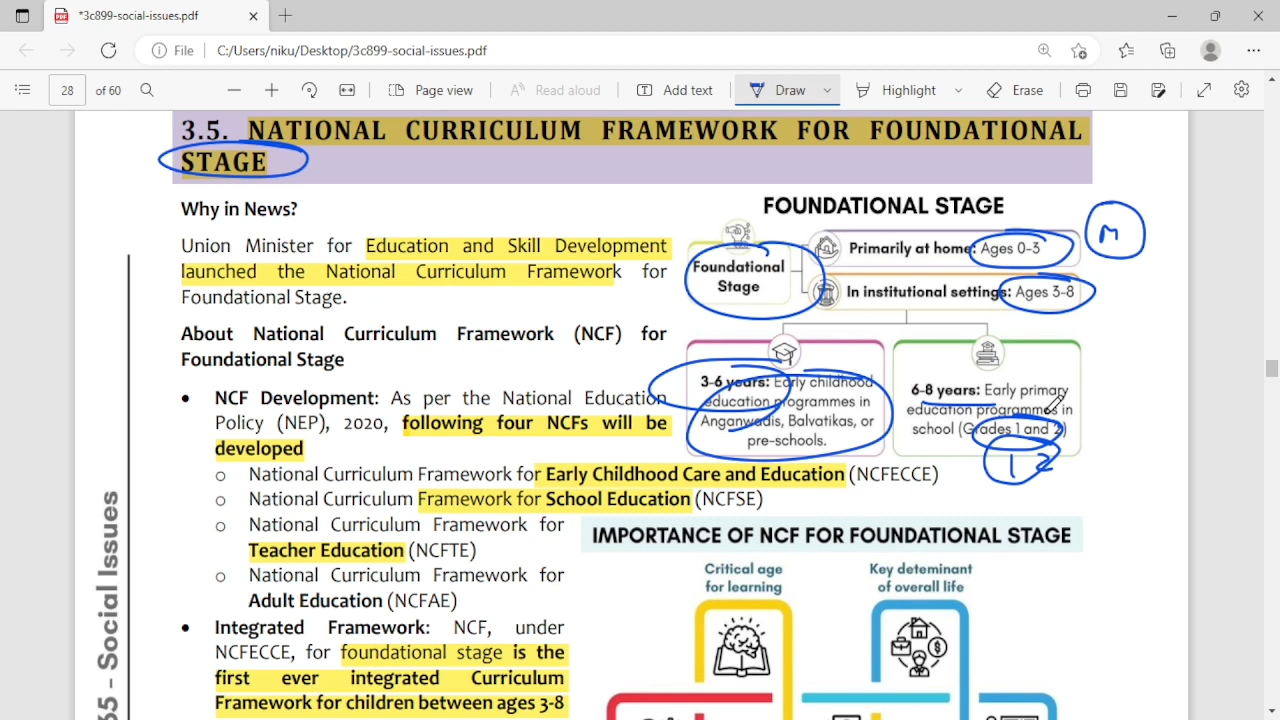 *3c899-social-issues.pdf
File
C:/Users/niku/Desktop/3c899-social-issues.pdf
28
of 60
Page view
Read aloud
Add text
Draw
Highlight
Erase
3.5. NATIONAL CURRICULUM FRAMEWORK FOR FOUNDATIONAL
STAGE
Why in News?
Union Minister for Education and Skill Development
launched the National Curriculum Framework for
Foundational Stage.
About National Curriculum Framework (NCF) for
Foundational Stage
• NCF Development: As per the National Education
Policy (NEP), 2020, following four NCFs will be
developed
o National Curriculum Framework for Early Childhood Care and Education (NCFECCE)
o National Curriculum Framework for School Education (NCFSE)
o National Curriculum Framework for
Teacher Education (NCFTE)
o National Curriculum Framework for
Adult Education (NCFAE)
• Integrated Framework: NCF, under
NCFECCE, for foundational stage is the
first ever integrated Curriculum
Framework for children between ages 3-8
FOUNDATIONAL STAGE
Foundational
Stage
Primarily at home: Ages 0-3
M
In institutional settings: Ages 3-8
3-6 years: Early childhood
education programmes in
Anganwadis, Balvatikas, or
pre-schools.
6-8 years: Early primary
education programmes in
school (Grades 1 and 2)
1 2
IMPORTANCE OF NCF FOR FOUNDATIONAL STAGE
Critical age
for learning
Key deteminant
of overall life
65 - Social Issues